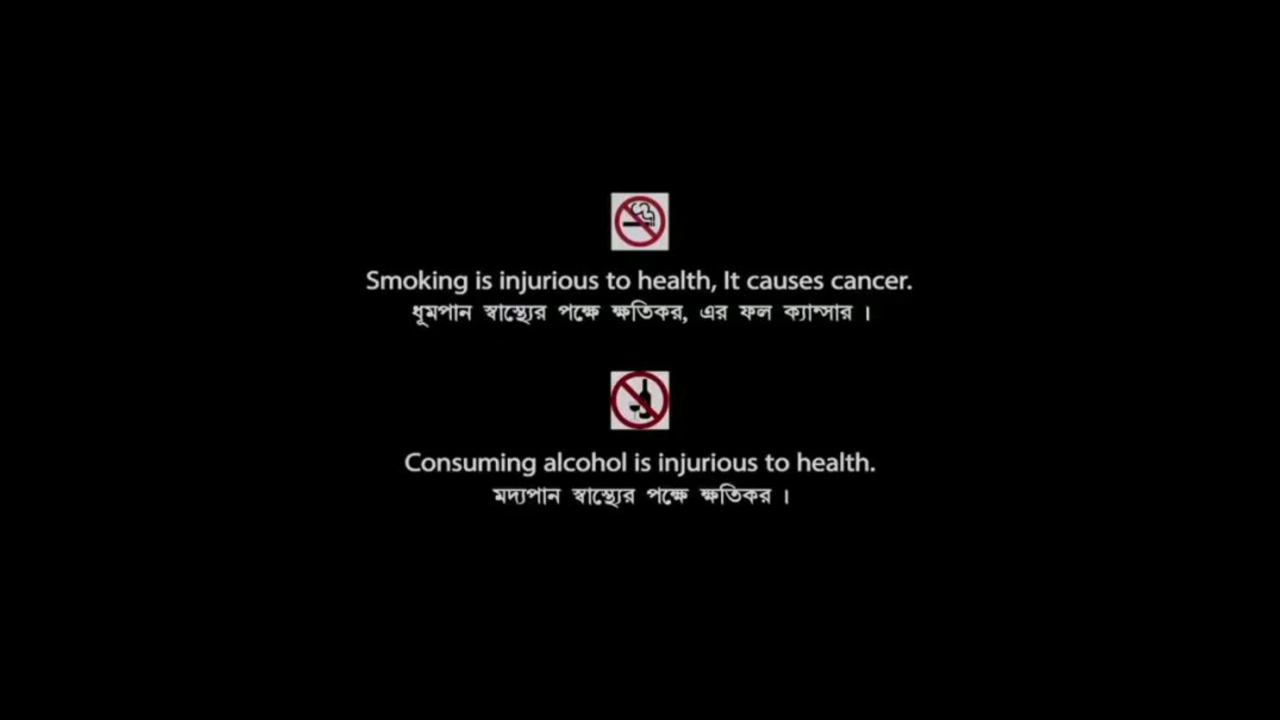 Smoking is injurious to health, It causes cancer.
ধূমপান স্বাস্থ্যের পক্ষে ক্ষতিকর, এর ফল ক্যান্সার ।
Consuming alcohol is injurious to health.
মদ্যপান স্বাস্থ্যের পক্ষে ক্ষতিকর ।